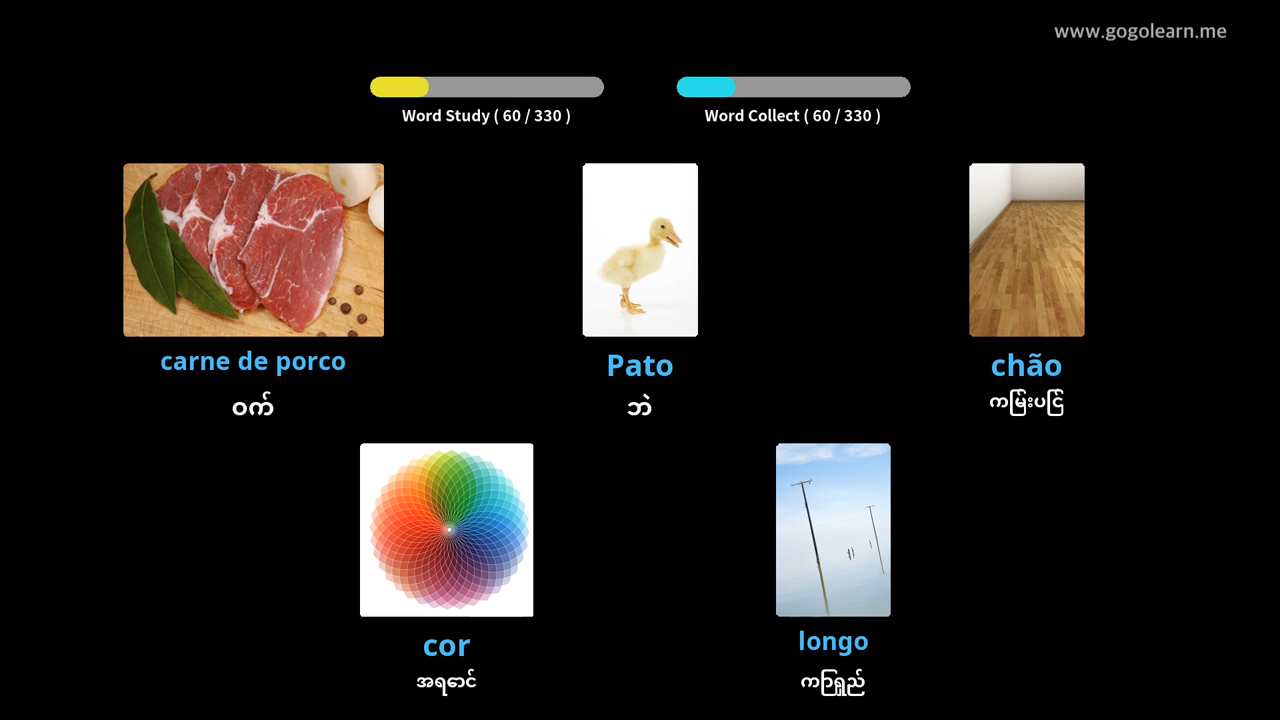 www.gogolearn.me
Word Study ( 60 / 330 )
Word Collect ( 60 / 330 )
carne de porco
ဝက်
Pato
ဘဲ
chão
ကမြ်းပငြ်
cor
အရောင်
longo
ကာြရှည်